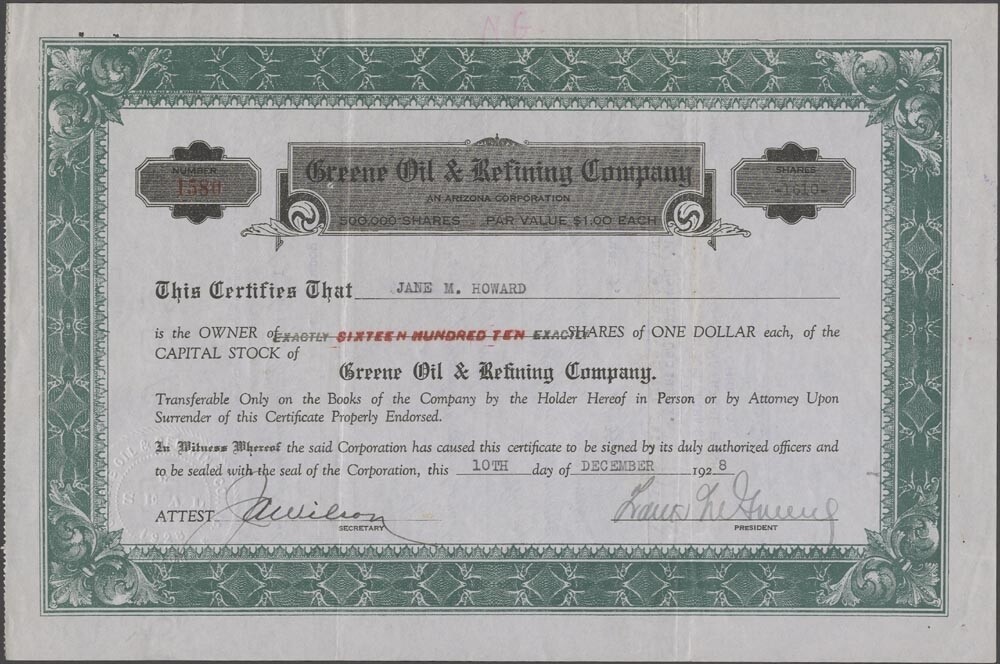 N.G.
NUMBER
1580
Greene Oil & Refining Company
AN ARIZONA CORPORATION
500,000 SHARES PAR VALUE $1.00 EACH
SHARES
-1610-
This Certifies That JANE M. HOWARD
is the OWNER of EXACTLY SIXTEEN HUNDRED TEN EXACTLY SHARES of ONE DOLLAR each, of the
CAPITAL STOCK of
Greene Oil & Refining Company.
Transferable Only on the Books of the Company by the Holder Hereof in Person or by Attorney Upon
Surrender of this Certificate Properly Endorsed.
In Witness Whereof the said Corporation has caused this certificate to be signed by its duly authorized officers and
to be sealed with the seal of the Corporation, this 10TH day of DECEMBER 1928
SEAL
ATTEST JAWilson
SECRETARY
PRESIDENT